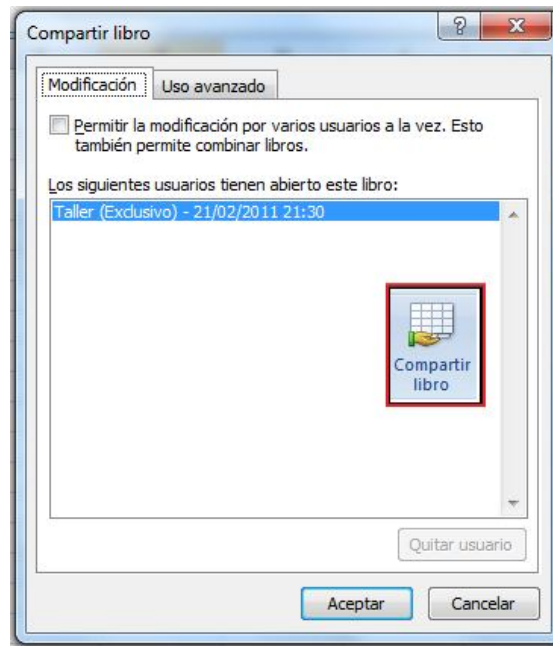 Compartir libro
Modificación
Uso avanzado
Permitir la modificación por varios usuarios a la vez. Esto
también permite combinar libros.
Los siguientes usuarios tienen abierto este libro:
Taller (Exclusivo) - 21/02/2011 21:30
Compartir
libro
Quitar usuario
Aceptar
Cancelar